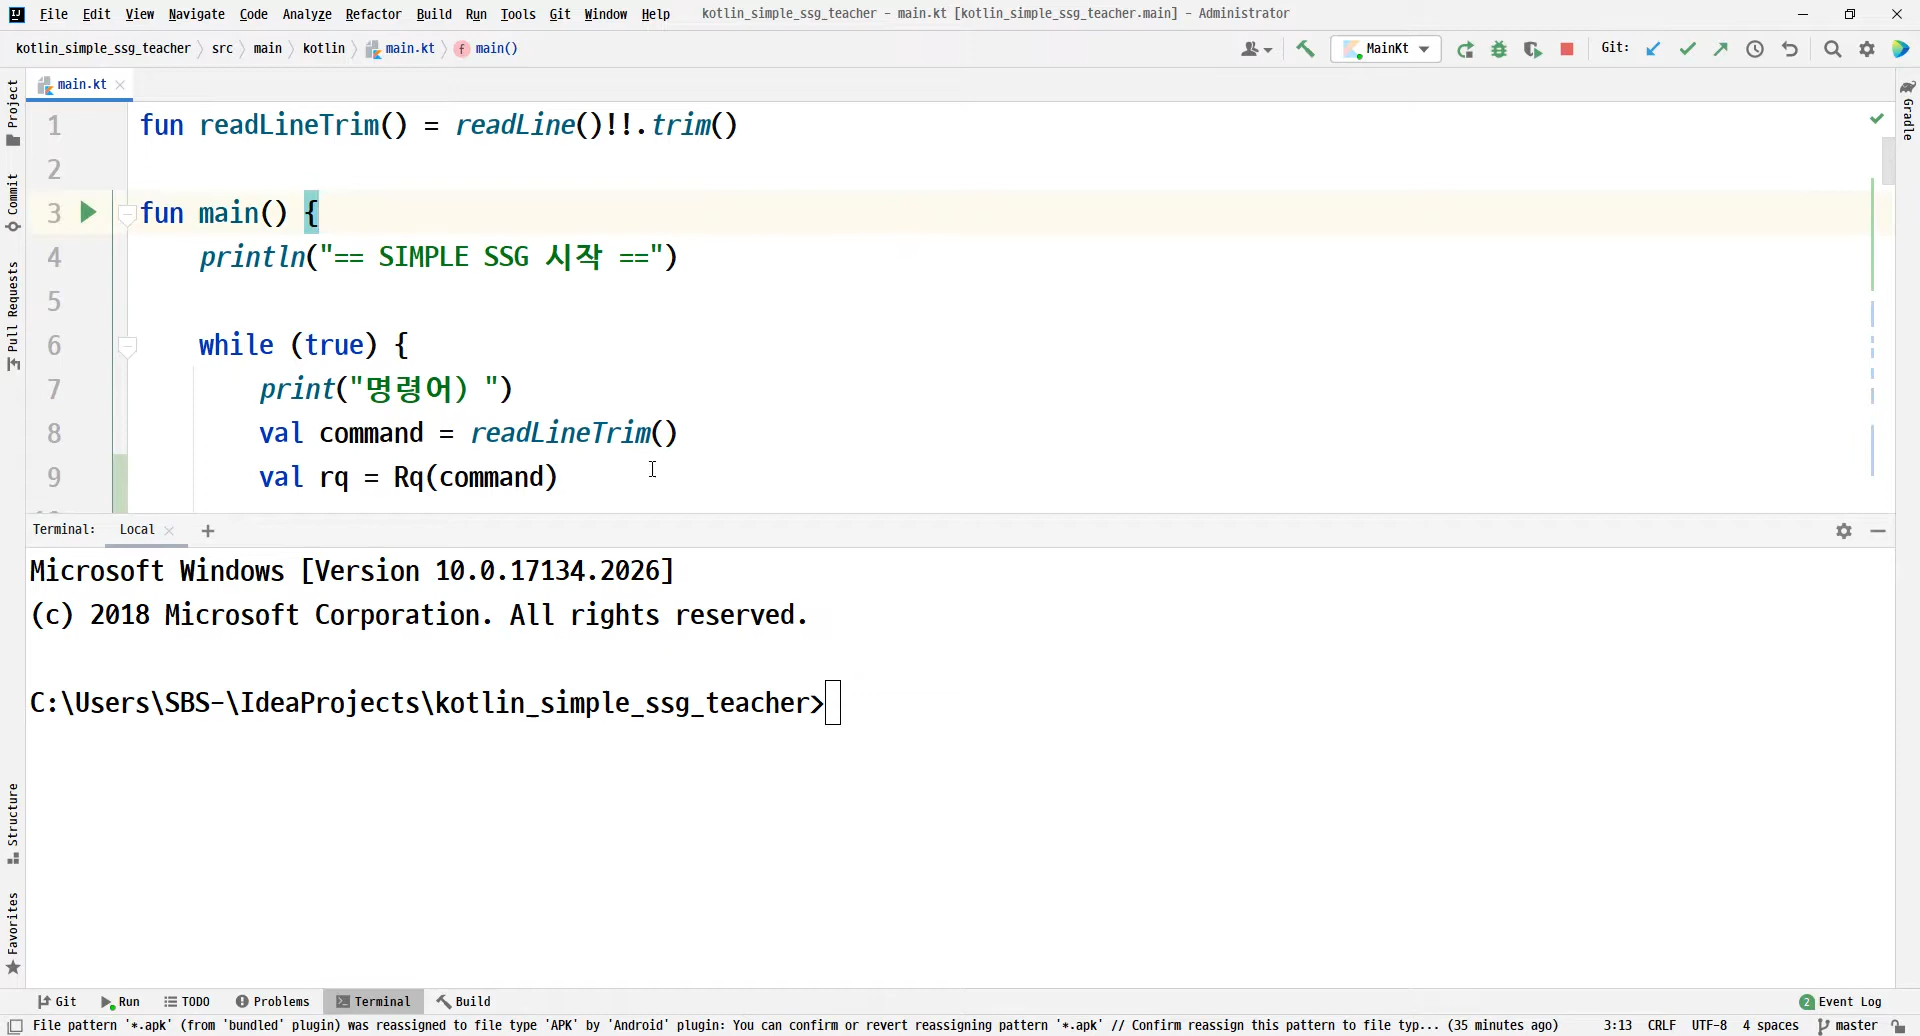 File Edit View Navigate Code Analyze Refactor Build Run Tools Git Window Help kotlin_simple_ssg_teacher - main.kt [kotlin_simple_ssg_teacher.main] - Administrator
kotlin_simple_ssg_teacher src main kotlin main.kt f main() MainKt Git:
main.kt
Project
Commit
Pull Requests
Structure
Favorites
Gradle
1 fun readLineTrim() = readLine()!!.trim()
2
3 fun main() {
4 println("== SIMPLE SSG 시작 ==")
5
6 while (true) {
7 print("명령어) ")
8 val command = readLineTrim()
9 val rq = Rq(command)
Terminal: Local +
Microsoft Windows [Version 10.0.17134.2026]
(c) 2018 Microsoft Corporation. All rights reserved.
C:\Users\SBS-\IdeaProjects\kotlin_simple_ssg_teacher>
Git Run TODO Problems Terminal Build 2 Event Log
File pattern '*.apk' (from 'bundled' plugin) was reassigned to file type 'APK' by 'Android' plugin: You can confirm or revert reassigning pattern '*.apk' // Confirm reassign this pattern to file typ... (35 minutes ago) 3:13 CRLF UTF-8 4 spaces master